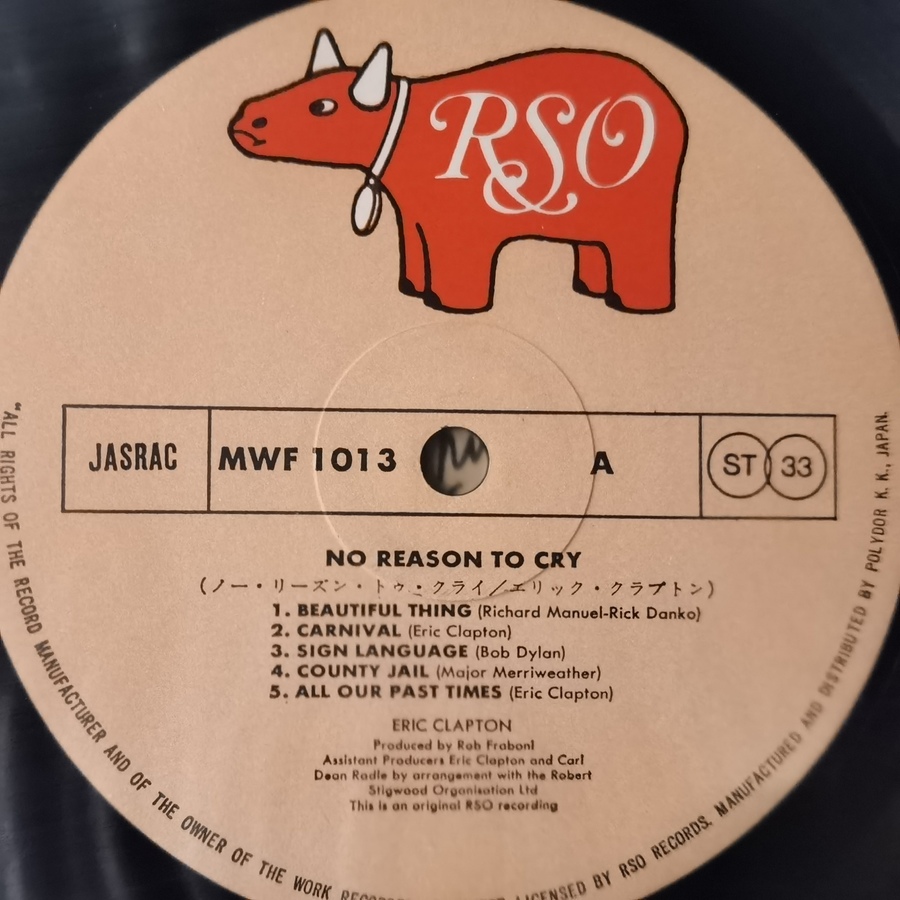 RSO
JASRAC
MWF 1013
A
ST 33
NO REASON TO CRY
(ノー・リーズン・トゥ・クライ/エリック・クラプトン)
1. BEAUTIFUL THING (Richard Manuel-Rick Danko)
2. CARNIVAL (Eric Clapton)
3. SIGN LANGUAGE (Bob Dylan)
4. COUNTY JAIL (Major Merriweather)
5. ALL OUR PAST TIMES (Eric Clapton)
ERIC CLAPTON
Produced by Rob Fraboni
Assistant Producers Eric Clapton and Carl
Dean Radle by arrangement with the Robert
Stigwood Organisation Ltd
This is an original RSO recording
"ALL RIGHTS OF THE RECORD MANUFACTURER AND OF THE OWNER OF THE WORK
LICENSED BY RSO RECORDS. MANUFACTURED AND DISTRIBUTED BY POLYDOR K. K., JAPAN.